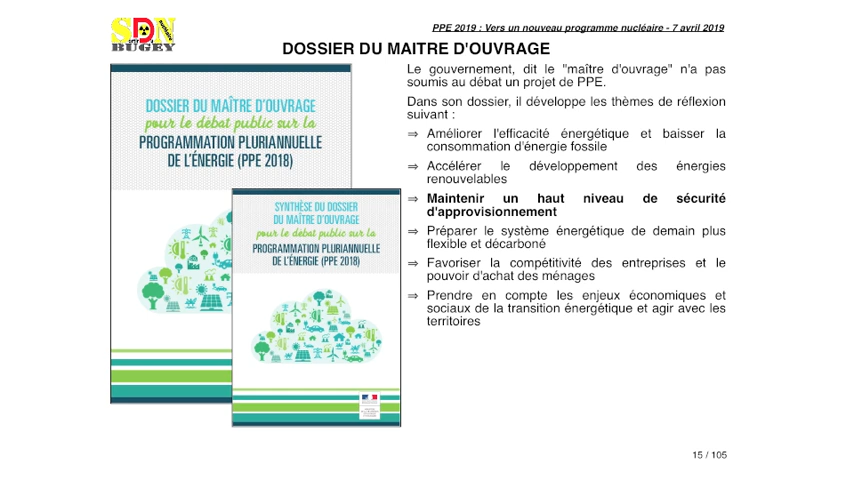 SDN
nucléaire
BUGEY
PPE 2019 : Vers un nouveau programme nucléaire - 7 avril 2019
DOSSIER DU MAITRE D'OUVRAGE
DOSSIER DU MAÎTRE D'OUVRAGE
pour le débat public sur la
PROGRAMMATION PLURIANNUELLE
DE L'ÉNERGIE (PPE 2018)
SYNTHÈSE DU DOSSIER
DU MAÎTRE D'OUVRAGE
pour le débat public sur la
PROGRAMMATION PLURIANNUELLE
DE L'ÉNERGIE (PPE 2018)
Le gouvernement, dit le "maître d'ouvrage" n'a pas
soumis au débat un projet de PPE.
Dans son dossier, il développe les thèmes de réflexion
suivant :
⇒ Améliorer l'efficacité énergétique et baisser la
consommation d'énergie fossile
⇒ Accélérer le développement des énergies
renouvelables
⇒ Maintenir un haut niveau de sécurité
d'approvisionnement
⇒ Préparer le système énergétique de demain plus
flexible et décarboné
⇒ Favoriser la compétitivité des entreprises et le
pouvoir d'achat des ménages
⇒ Prendre en compte les enjeux économiques et
sociaux de la transition énergétique et agir avec les
territoires
15 / 105